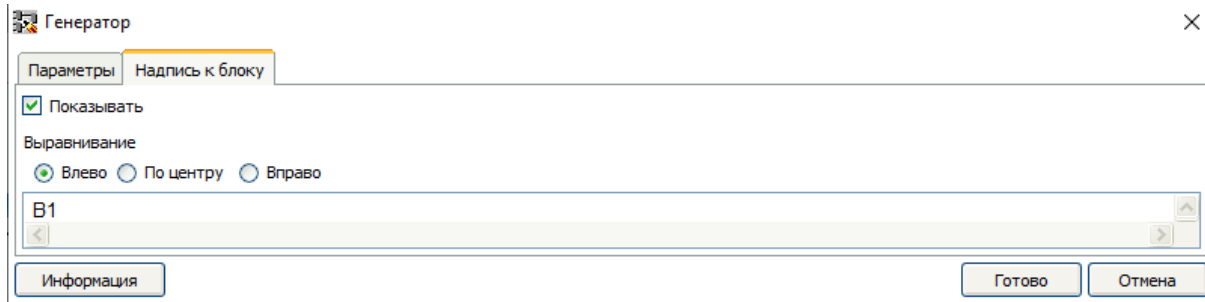 Генератор
Параметры Надпись к блоку
Показывать
Выравнивание
Влево По центру Вправо
B1
Информация Готово Отмена